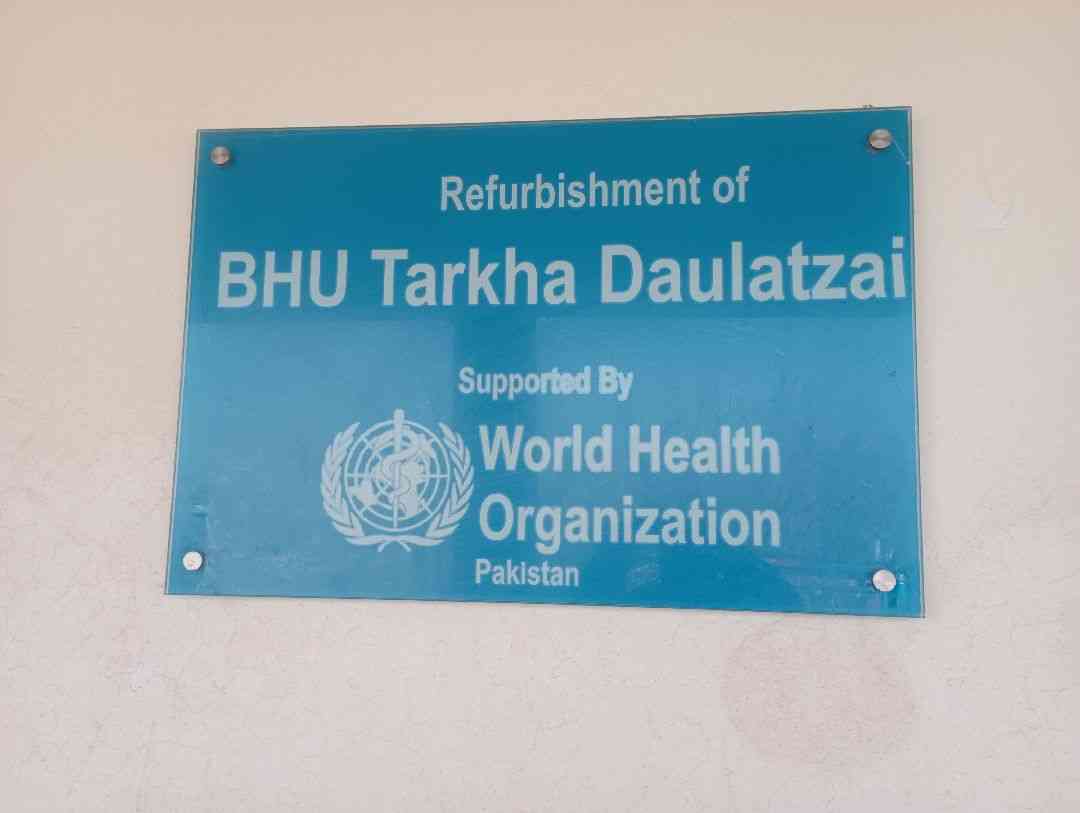 Refurbishment of
BHU Tarkha Daulatzai
Supported By
World Health
Organization
Pakistan